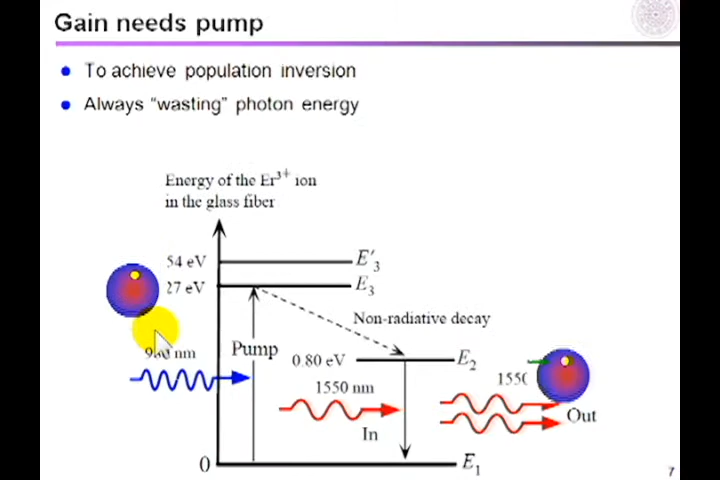 Gain needs pump
To achieve population inversion
Always "wasting" photon energy
Energy of the Er³⁺ ion
in the glass fiber
54 eV
E′₃
27 eV
E₃
Non-radiative decay
nm
Pump
0.80 eV
E₂
1550 nm
155
In
Out
0
E₁
7